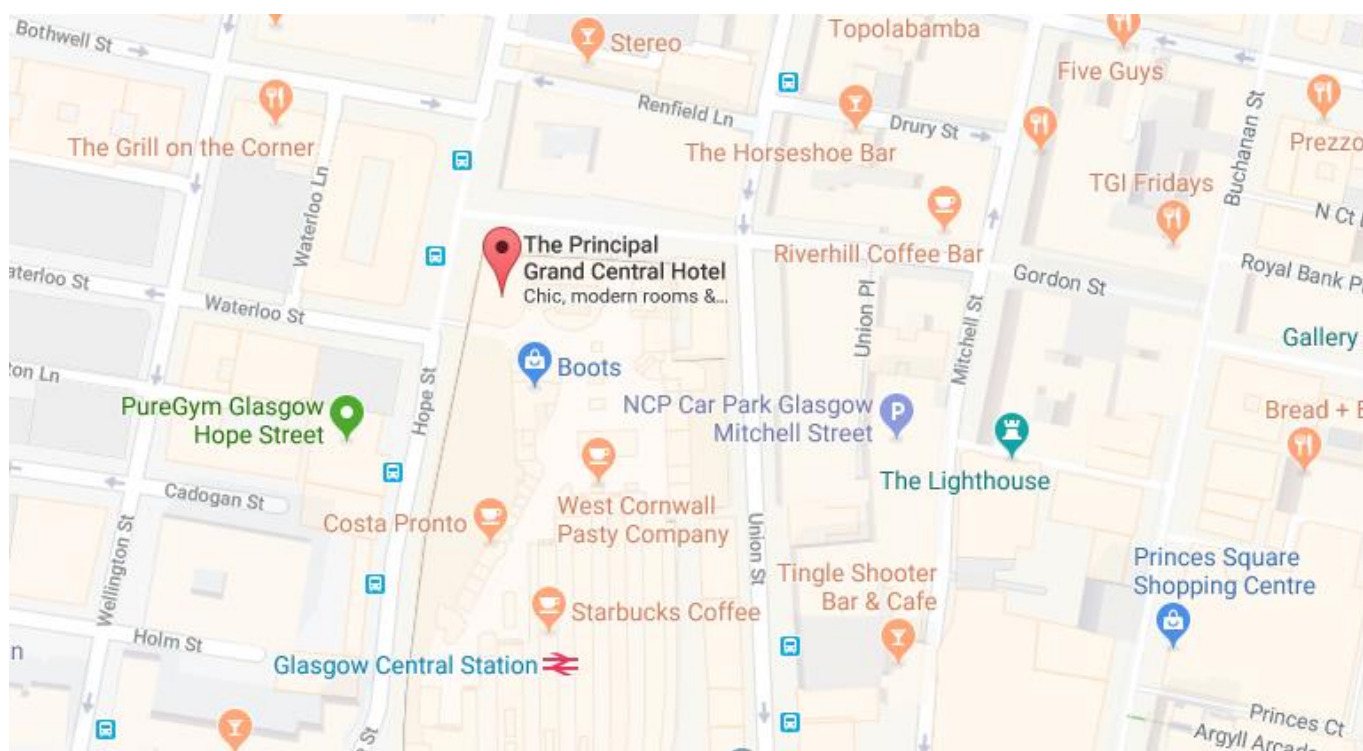 Bothwell St
Stereo
Topolabamba
Five Guys
Renfield Ln
Drury St
Buchanan St
Prezzo
The Grill on the Corner
The Horseshoe Bar
TGI Fridays
Waterloo Ln
N Ct
The Principal
Grand Central Hotel
Chic, modern rooms &...
Riverhill Coffee Bar
Gordon St
Royal Bank P
aterloo St
Waterloo St
Union Pl
Mitchell St
Gallery
Boots
ton Ln
Hope St
PureGym Glasgow
Hope Street
NCP Car Park Glasgow
Mitchell Street
P
Bread + B
The Lighthouse
Cadogan St
Costa Pronto
West Cornwall
Pasty Company
Union St
Wellington St
Princes Square
Shopping Centre
Tingle Shooter
Bar & Cafe
Starbucks Coffee
Holm St
n
Glasgow Central Station
Princes Ct
Argyll Arcad
St